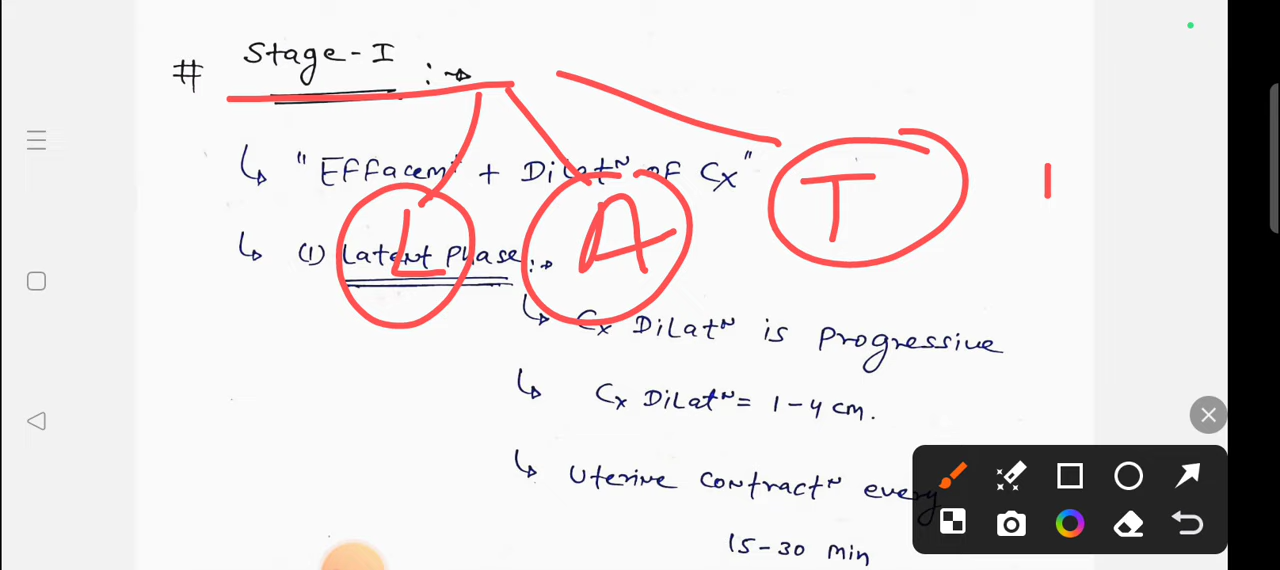 # Stage-I :→
↳ "Effacemt + Dilatⁿ of Cx" T I
↳ (1) Latent Phase :→ L A
↳ Cx Dilatⁿ is progressive
↳ Cx Dilatⁿ = 1-4 cm.
↳ Uterine contractⁿ every
15-30 min